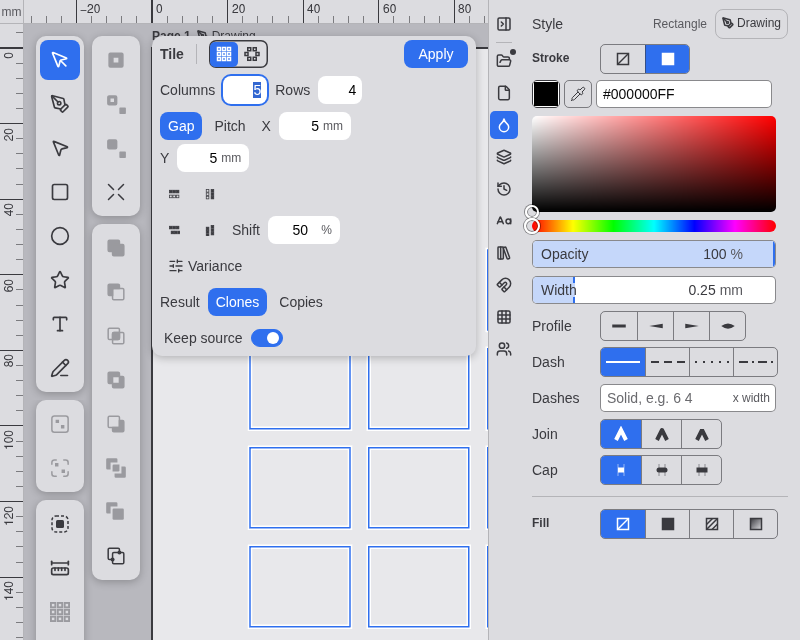 mm
−20
0
20
40
60
80
0
20
40
60
80
100
120
140
Page 1
Drawing
Tile
Apply
Columns 5 Rows 4
Gap Pitch X 5 mm
Y 5 mm
Shift 50 %
Variance
Result Clones Copies
Keep source
Style Rectangle Drawing
Stroke
#000000FF
Opacity 100 %
Width 0.25 mm
Profile
Dash
Dashes Solid, e.g. 6 4 x width
Join
Cap
Fill